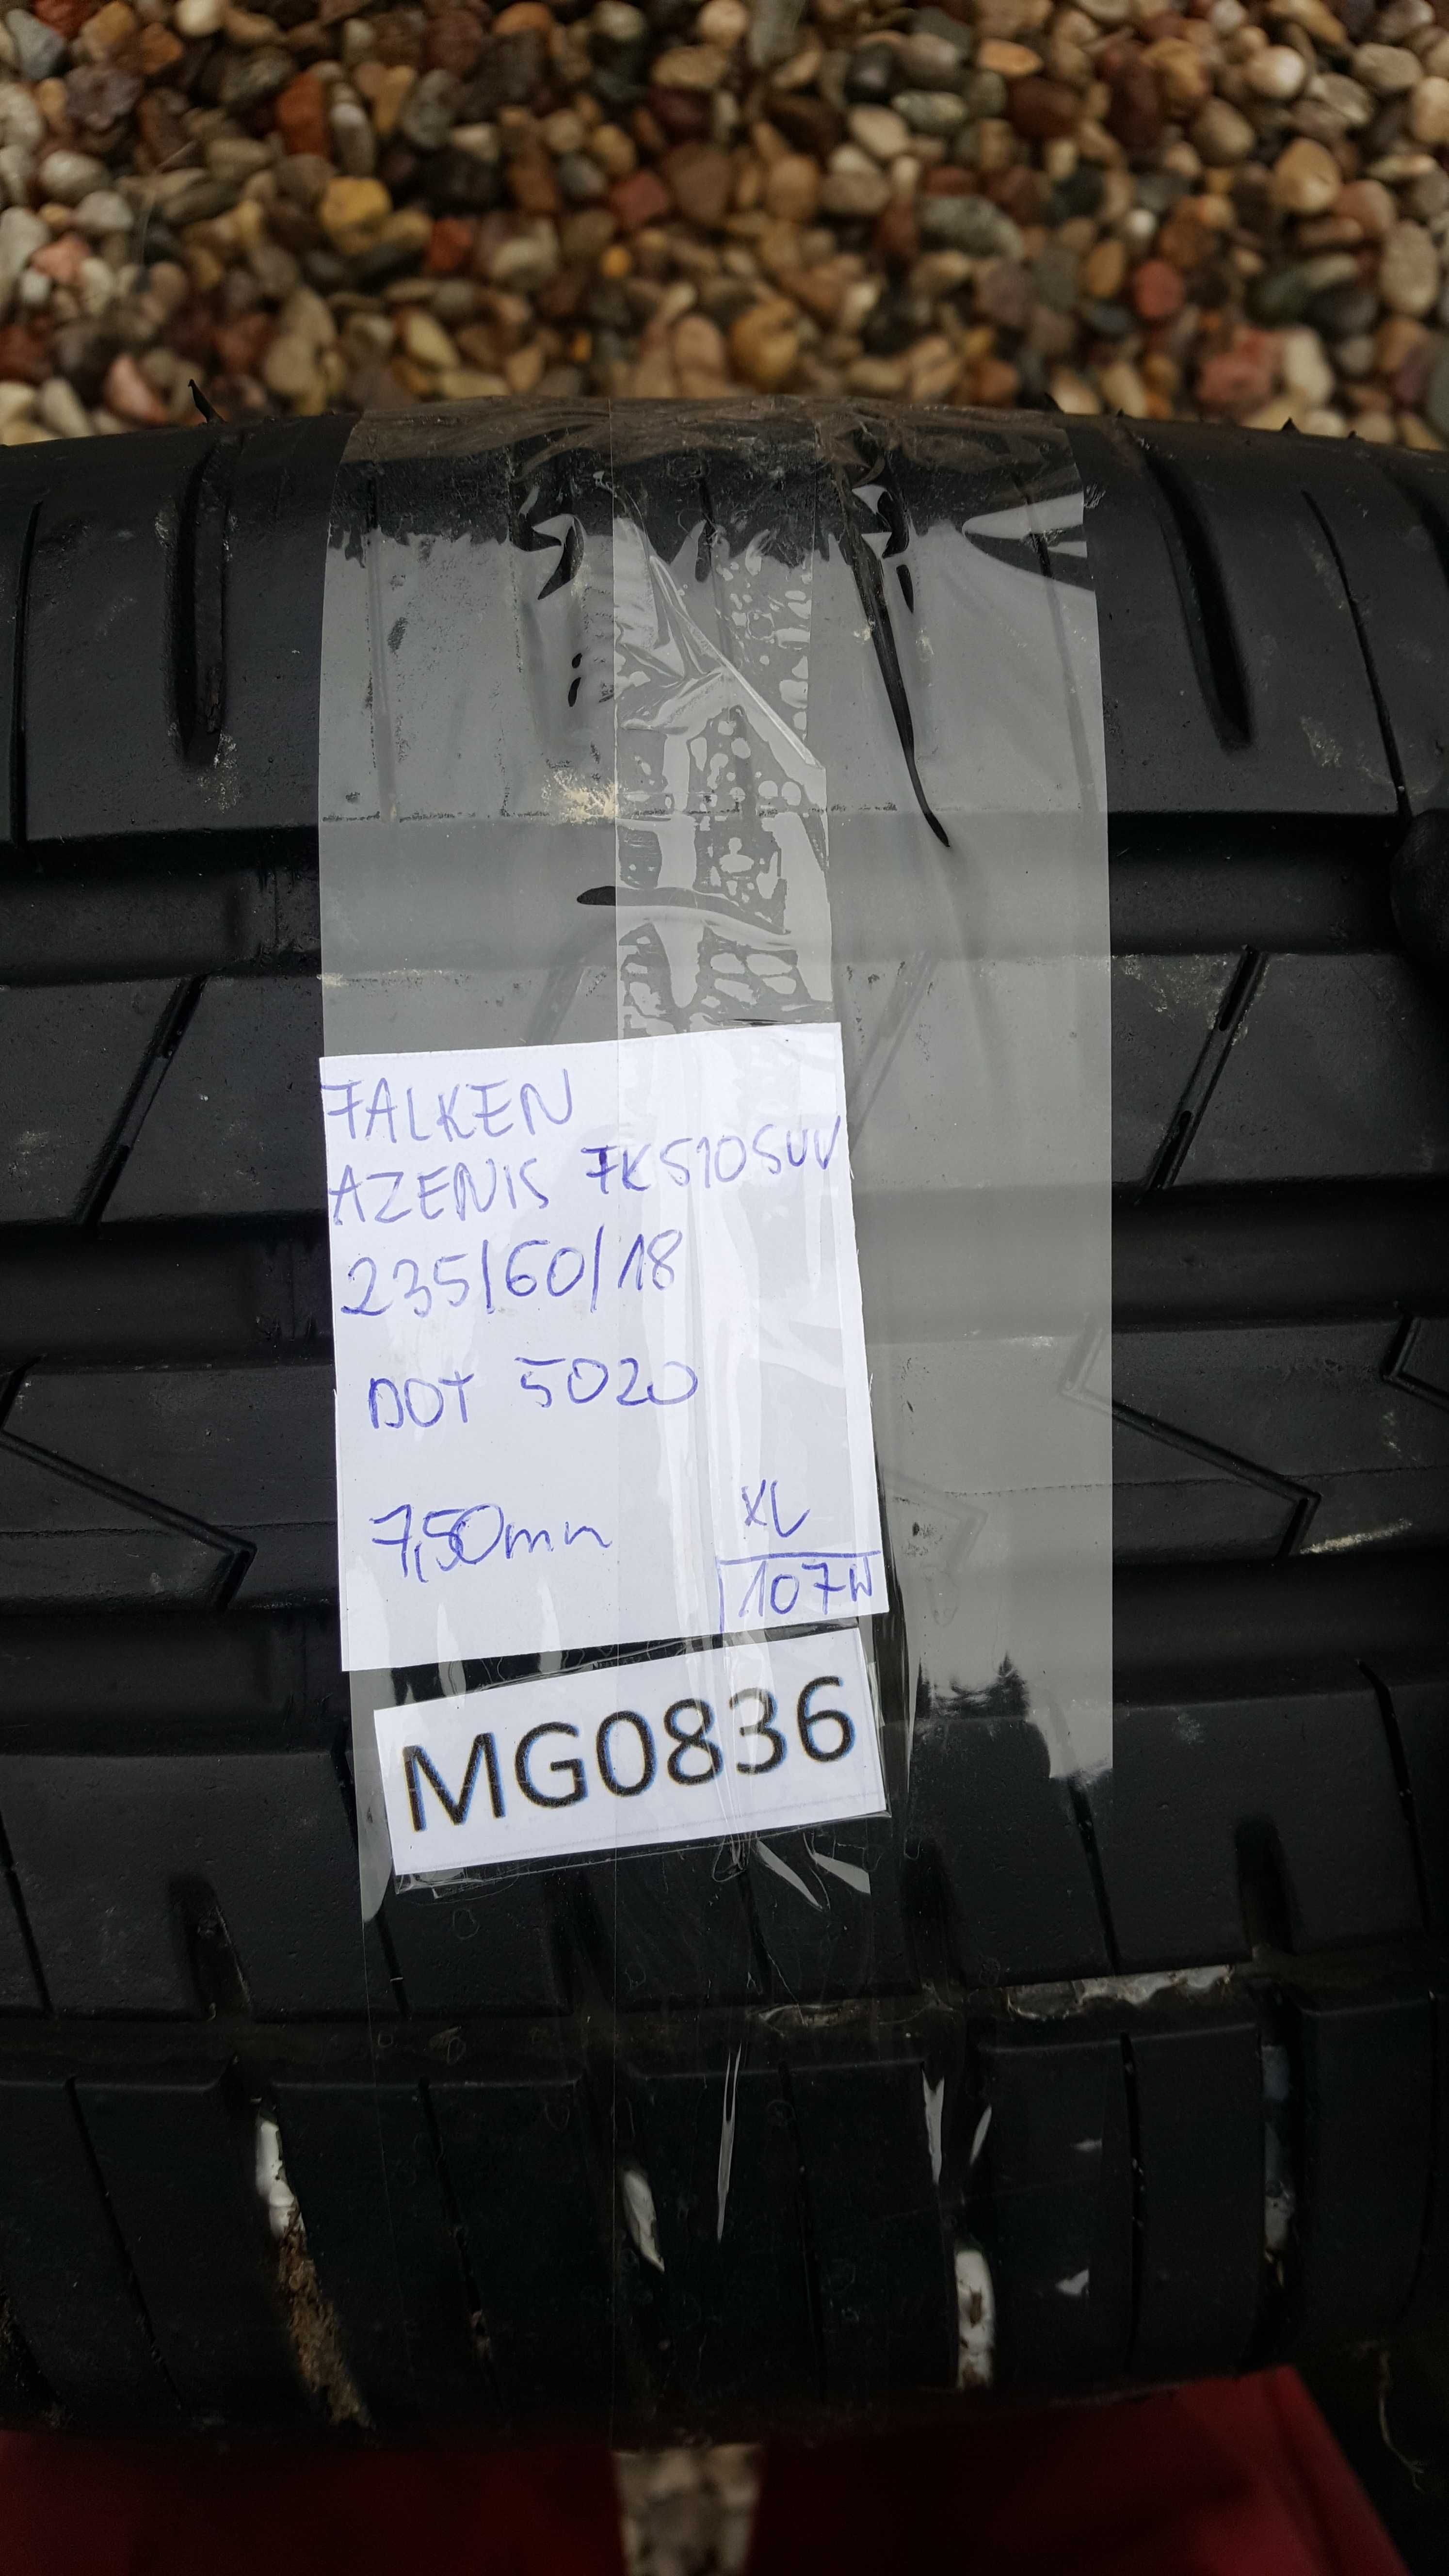 FALKEN
AZENIS FK510SUV
235/60/18
DOT 5020
7,50mm
XL
107W
MG0836